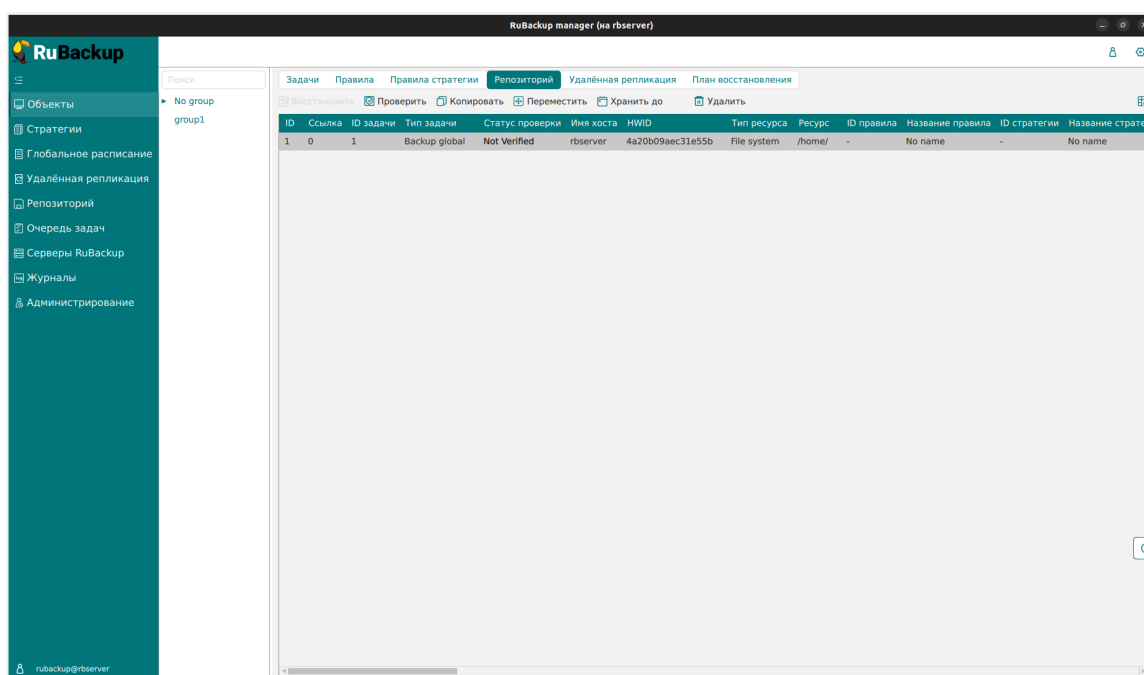 RuBackup manager (на rbserver)
RuBackup
Поиск
Задачи Правила Правила стратегии Репозиторий Удалённая репликация План восстановления
Объекты
No group
Восстановить Проверить Копировать Переместить Хранить до Удалить
group1
ID Ссылка ID задачи Тип задачи Статус проверки Имя хоста HWID Тип ресурса Ресурс ID правила Название правила ID стратегии Название страте
1 0 1 Backup global Not Verified rbserver 4a20b09aec31e55b File system /home/ - No name - No name
Стратегии
Глобальное расписание
Удалённая репликация
Репозиторий
Очередь задач
Серверы RuBackup
Журналы
Администрирование
rubackup@rbserver